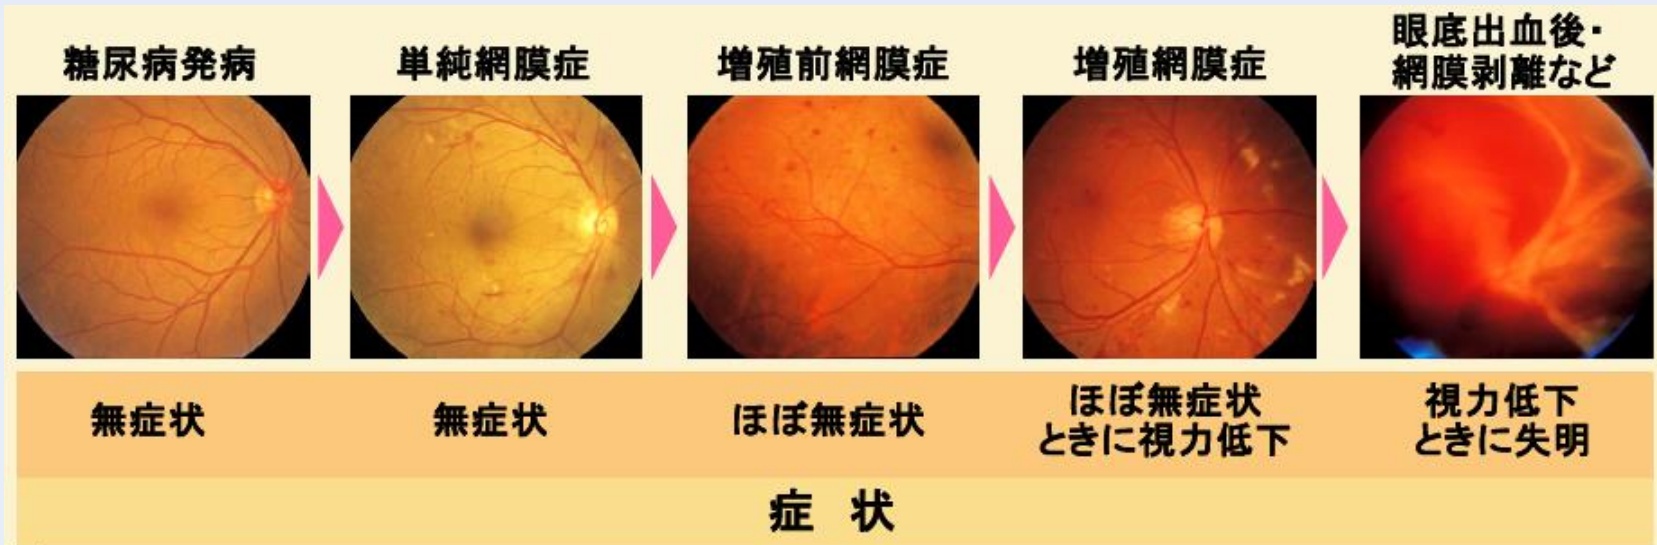 糖尿病発病
単純網膜症
増殖前網膜症
増殖網膜症
眼底出血後・
網膜剥離など
無症状
無症状
ほぼ無症状
ほぼ無症状
ときに視力低下
視力低下
ときに失明
症 状